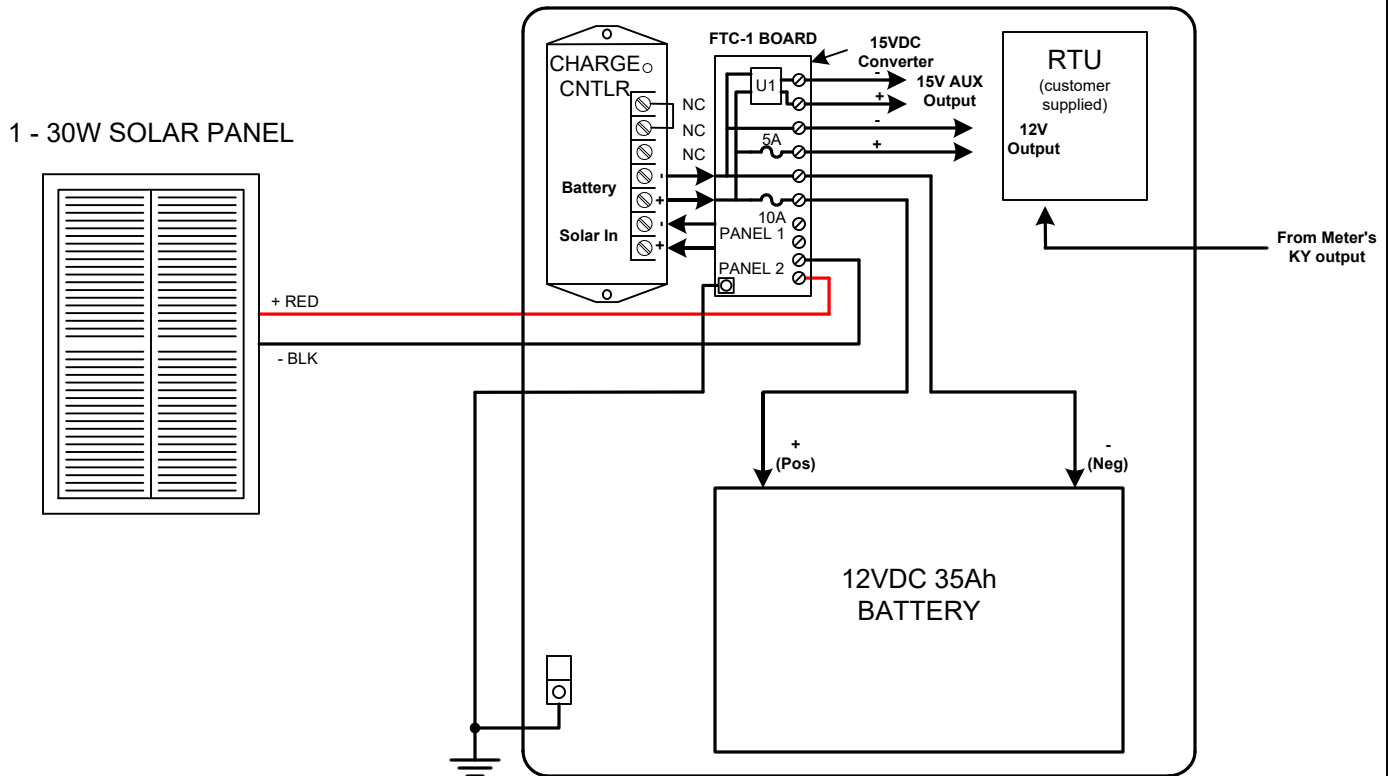 1 - 30W SOLAR PANEL
+ RED
- BLK
CHARGE
CNTLR
Battery
Solar In
-
+
-
+
NC
NC
NC
FTC-1 BOARD
15VDC
Converter
U1
5A
10A
PANEL 1
PANEL 2
-
15V AUX
+
Output
-
12V
+
Output
RTU
(customer
supplied)
From Meter's
KY output
+
(Pos)
-
(Neg)
12VDC 35Ah
BATTERY